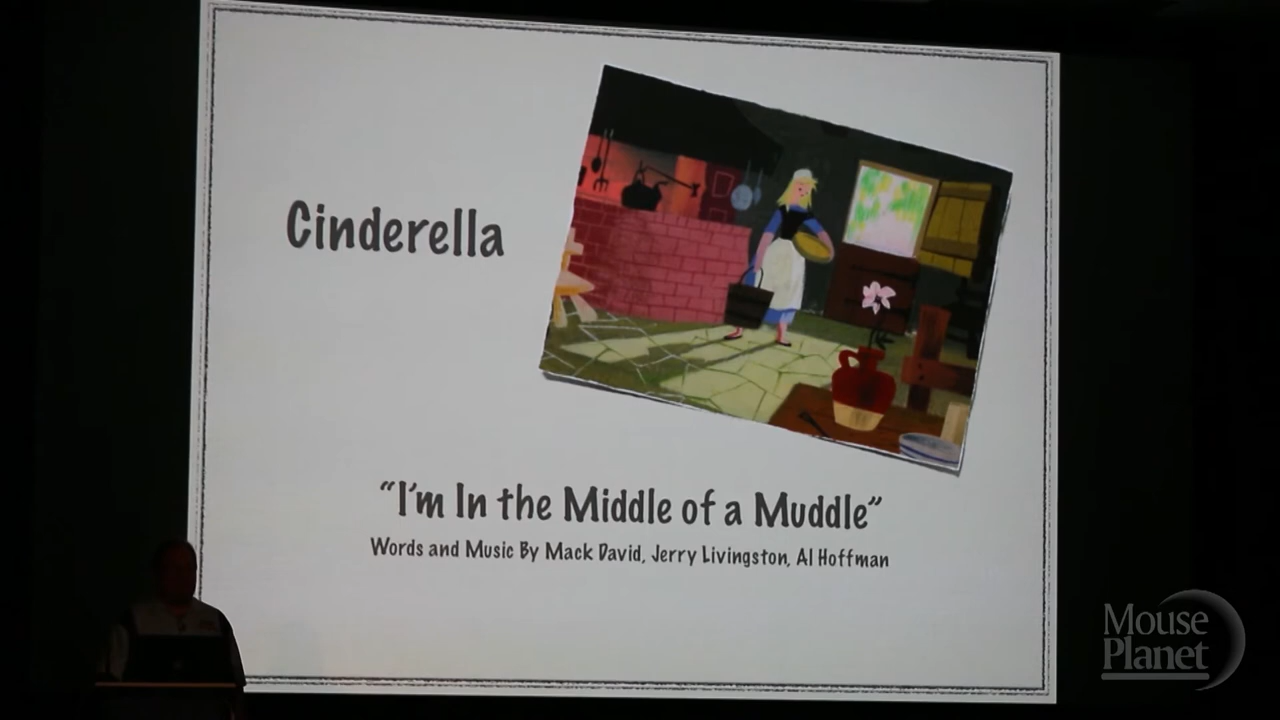 Cinderella
“I'm In the Middle of a Muddle”
Words and Music By Mack David, Jerry Livingston, Al Hoffman
Mouse
Planet